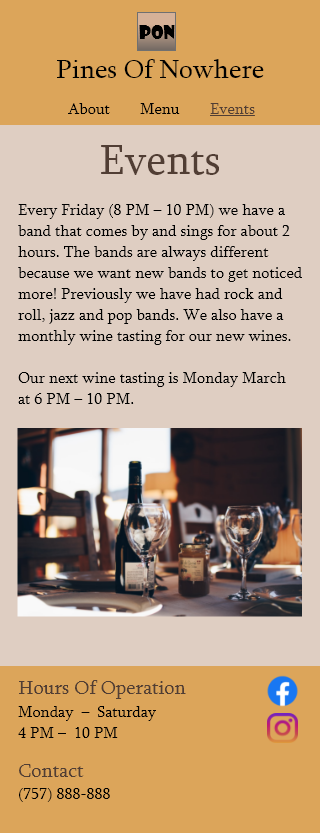 PON
Pines Of Nowhere
About Menu Events
Events
Every Friday (8 PM – 10 PM) we have a
band that comes by and sings for about 2
hours. The bands are always different
because we want new bands to get noticed
more! Previously we have had rock and
roll, jazz and pop bands. We also have a
monthly wine tasting for our new wines.
Our next wine tasting is Monday March
at 6 PM – 10 PM.
Hours Of Operation
Monday – Saturday
4 PM – 10 PM
Contact
(757) 888-888